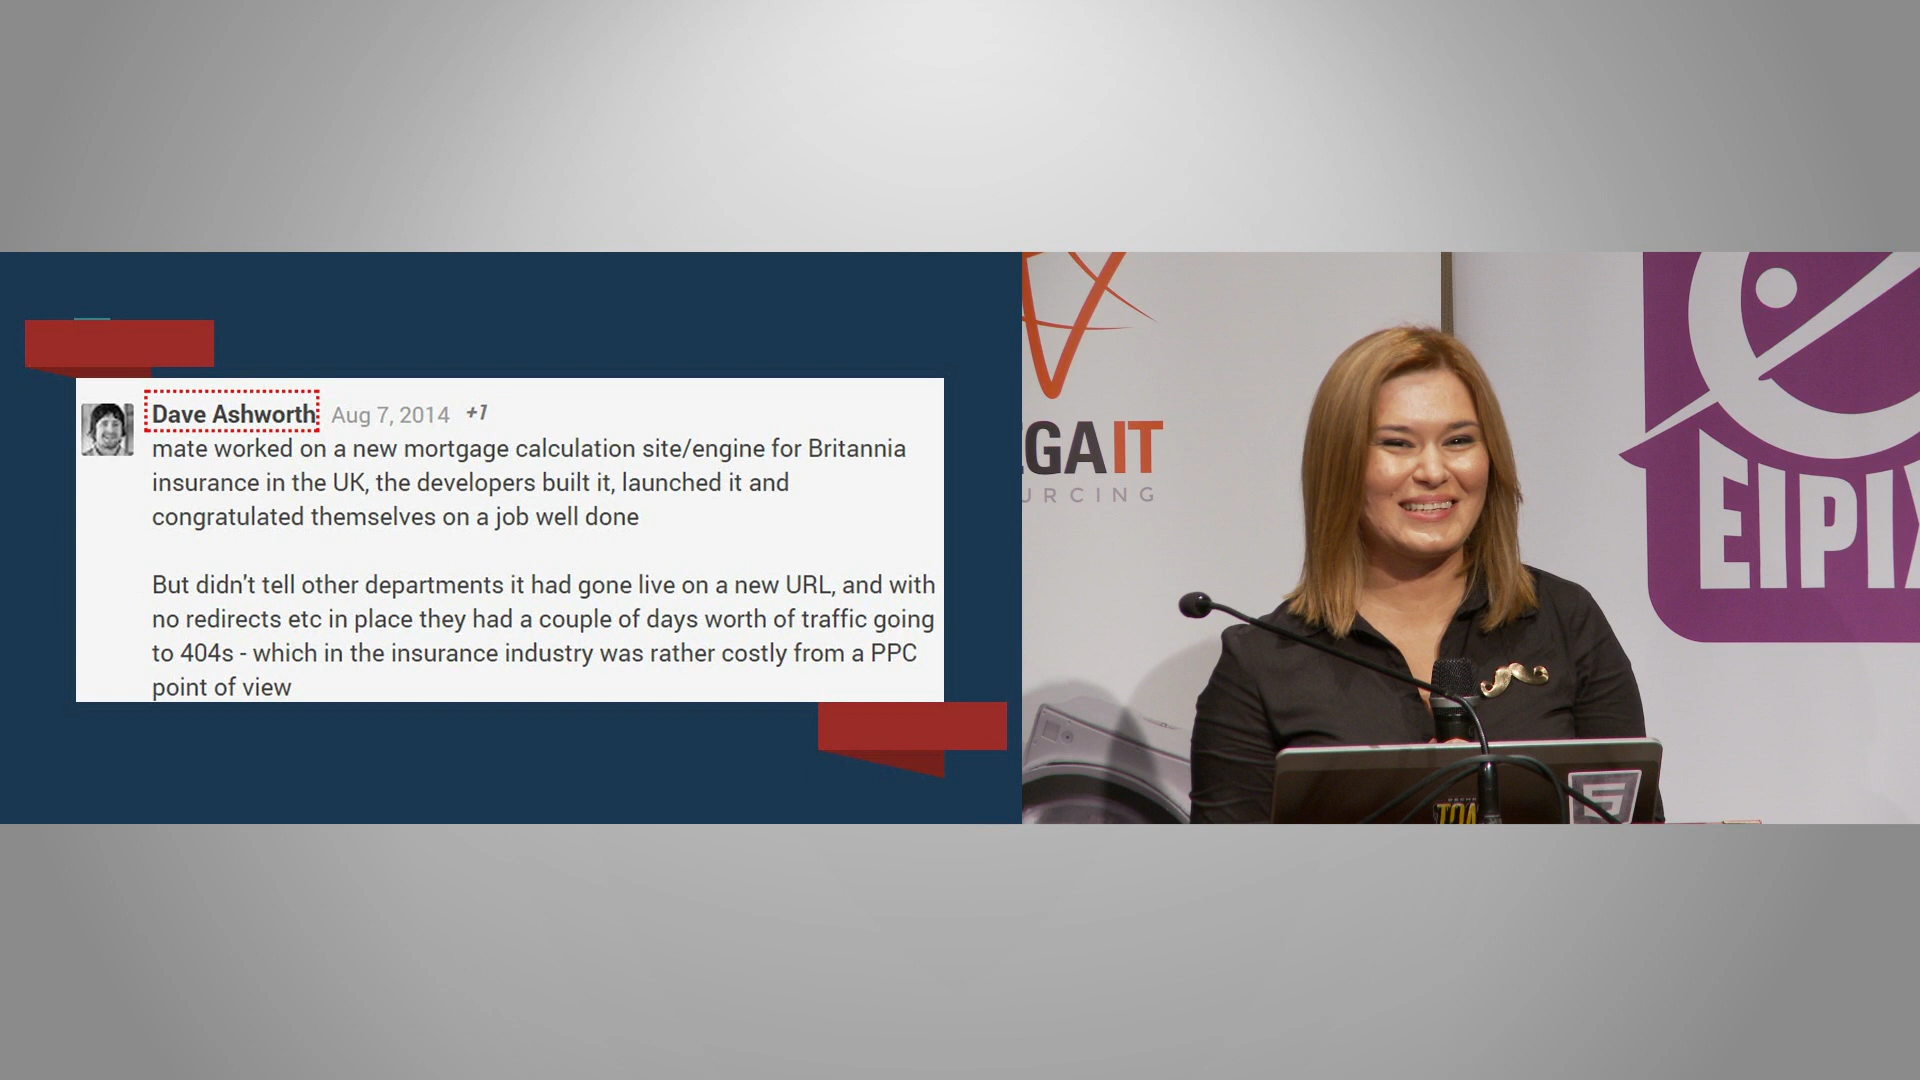 Dave Ashworth Aug 7, 2014 +1
mate worked on a new mortgage calculation site/engine for Britannia
insurance in the UK, the developers built it, launched it and
congratulated themselves on a job well done
But didn't tell other departments it had gone live on a new URL, and with
no redirects etc in place they had a couple of days worth of traffic going
to 404s - which in the insurance industry was rather costly from a PPC
point of view
EGAIT
URCING
EIPIX
5